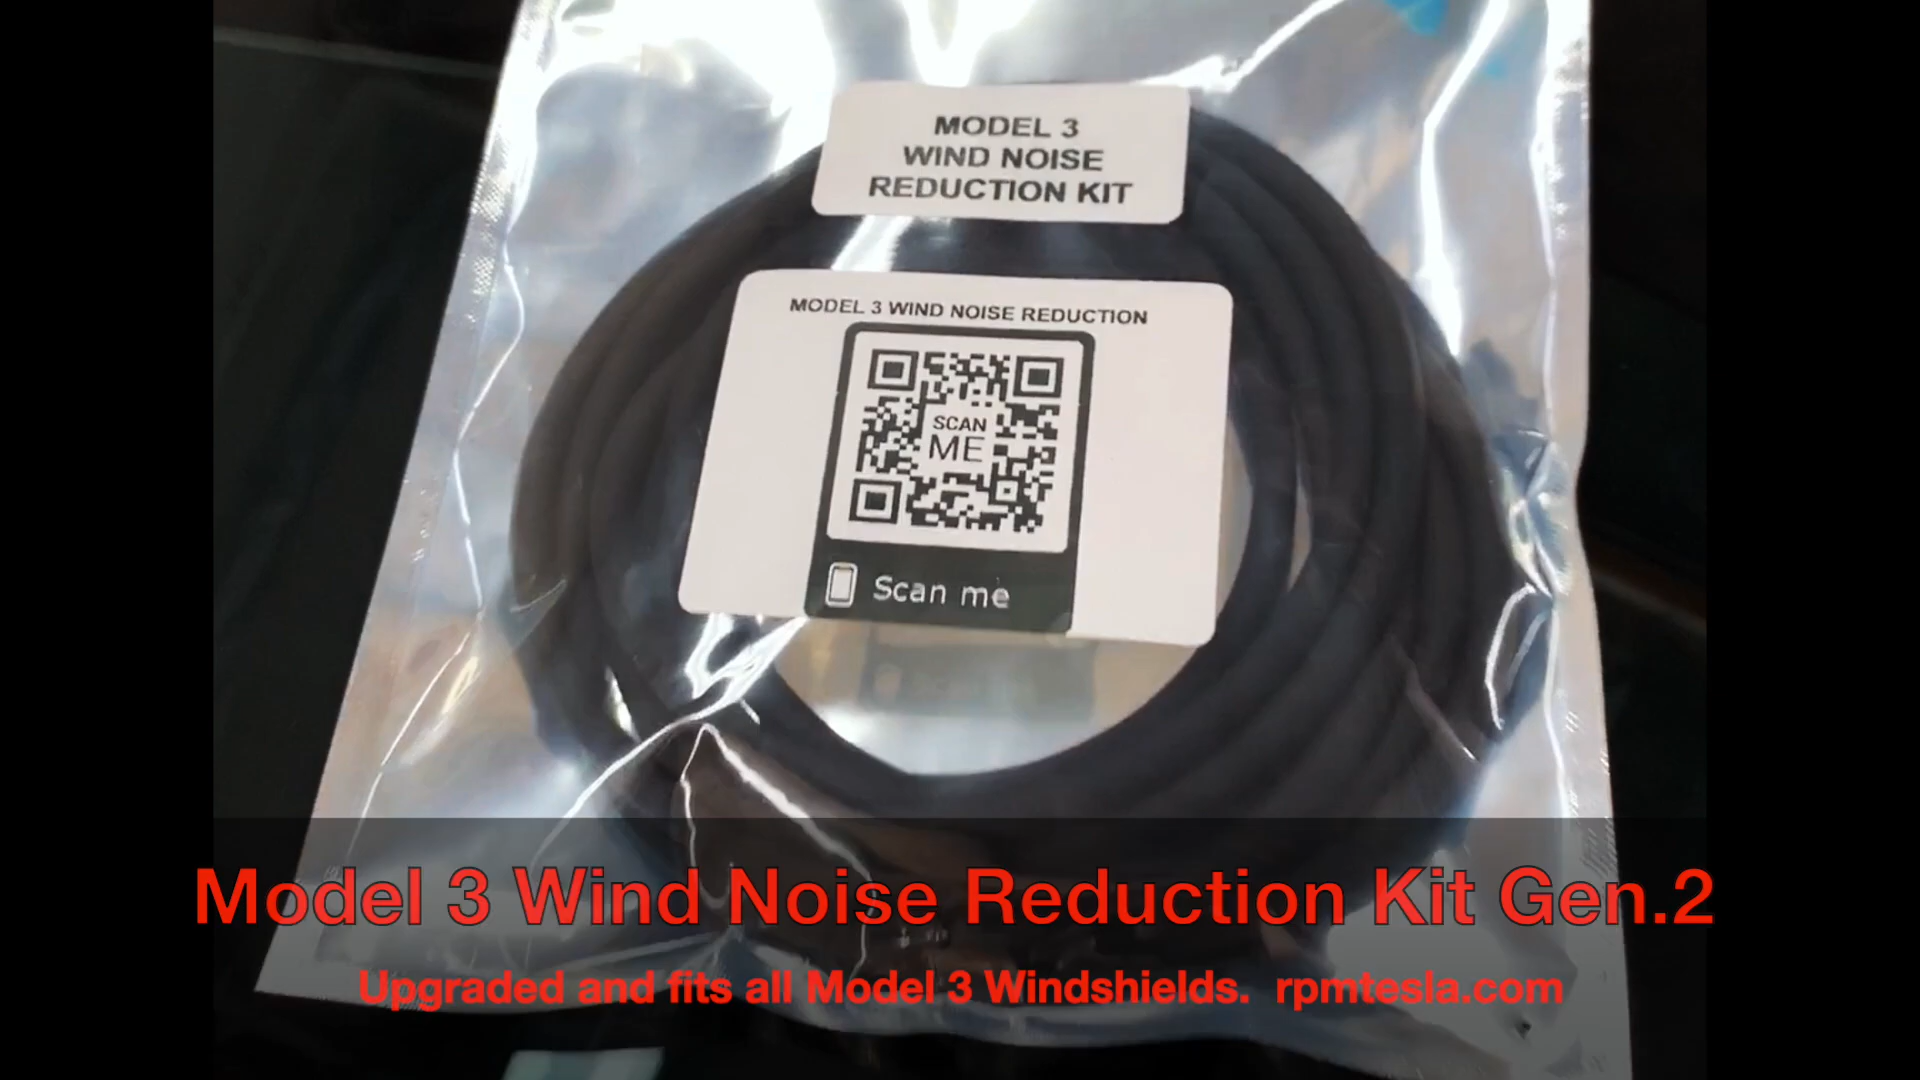 MODEL 3
WIND NOISE
REDUCTION KIT
MODEL 3 WIND NOISE REDUCTION
SCAN
ME
Scan me
Model 3 Wind Noise Reduction Kit Gen.2
Upgraded and fits all Model 3 Windshields.  rpmtesla.com